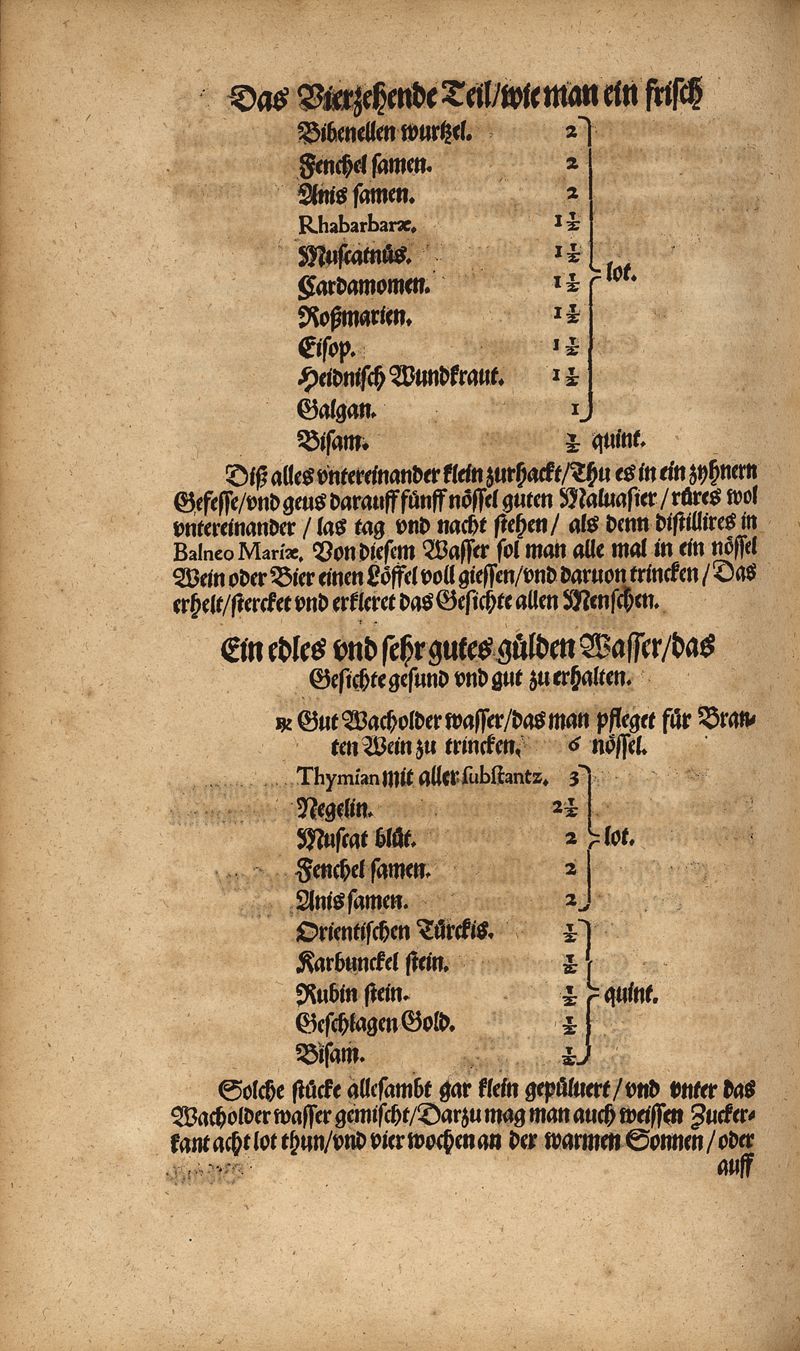 Das Vierzehende Teil/wie man ein frisch
Bibenellen wurtzel. 2
Fenchel samen. 2
Anis samen. 2
Rhabarbaræ. 1½
Muscatnüs. 1½
Cardamomen. 1½ lot.
Roßmarien. 1½
Eisop. 1½
Heidnisch Wundkraut. 1½
Galgan. 1
Bisam. ½ quint.
Diß alles vntereinander klein zurhackt/Thu es in ein zyhnern
Gefesse/vnd geus darauff fünff nössel guten Maluasier/rüres wol
vntereinander / las tag vnd nacht stehen / als denn distillires in
Balneo Mariæ. Von diesem Wasser sol man alle mal in ein nössel
Wein oder Bier einen Löffel voll giessen/vnd daruon trincken / Das
erhelt/stercket vnd erkleret das Gesichte allen Menschen.
Ein edles vnd sehr gutes gülden Wasser/das
Gesichte gesund vnd gut zu erhalten.
℞ Gut Wacholder wasser/das man pfleget für Bran-
ten Wein zu trincken. 6 nössel.
Thymian mit aller substantz. 3
Negelin. 2½
Muscat blüt. 2 lot.
Fenchel samen. 2
Anis samen. 2
Orientischen Türckis. ½
Karbunckel stein. ½
Rubin stein. ½ quint.
Geschlagen Gold. ½
Bisam. ½
Solche stücke allesambt gar klein gepüluert/vnd vnter das
Wacholder wasser gemischt/Darzu mag man auch weissen Zucker-
kant acht lot thun/vnd vier wochen an der warmen Sonnen/oder
auff